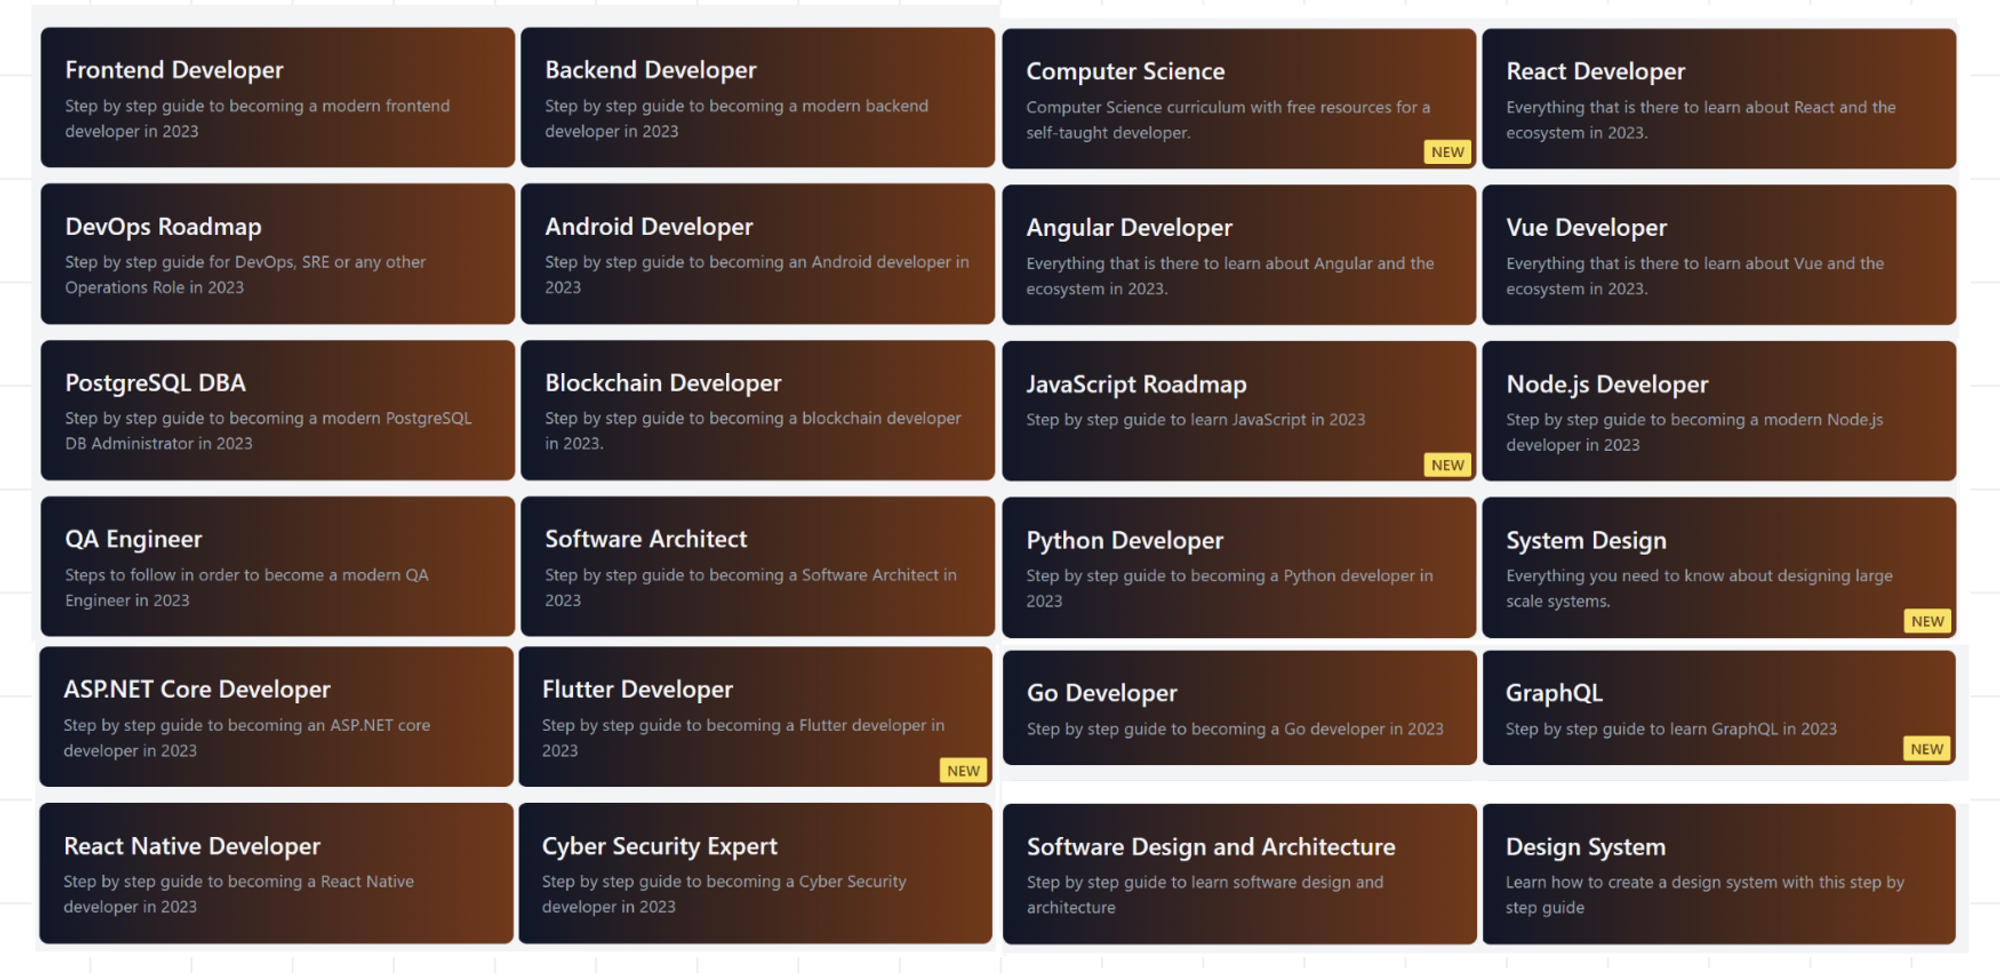 Frontend Developer
Step by step guide to becoming a modern frontend
developer in 2023
Backend Developer
Step by step guide to becoming a modern backend
developer in 2023
Computer Science
Computer Science curriculum with free resources for a
self-taught developer.
NEW
React Developer
Everything that is there to learn about React and the
ecosystem in 2023.
DevOps Roadmap
Step by step guide for DevOps, SRE or any other
Operations Role in 2023
Android Developer
Step by step guide to becoming an Android developer in
2023
Angular Developer
Everything that is there to learn about Angular and the
ecosystem in 2023.
Vue Developer
Everything that is there to learn about Vue and the
ecosystem in 2023.
PostgreSQL DBA
Step by step guide to becoming a modern PostgreSQL
DB Administrator in 2023
Blockchain Developer
Step by step guide to becoming a blockchain developer
in 2023.
JavaScript Roadmap
Step by step guide to learn JavaScript in 2023
NEW
Node.js Developer
Step by step guide to becoming a modern Node.js
developer in 2023
QA Engineer
Steps to follow in order to become a modern QA
Engineer in 2023
Software Architect
Step by step guide to becoming a Software Architect in
2023
Python Developer
Step by step guide to becoming a Python developer in
2023
System Design
Everything you need to know about designing large
scale systems.
NEW
ASP.NET Core Developer
Step by step guide to becoming an ASP.NET core
developer in 2023
Flutter Developer
Step by step guide to becoming a Flutter developer in
2023
NEW
Go Developer
Step by step guide to becoming a Go developer in 2023
GraphQL
Step by step guide to learn GraphQL in 2023
NEW
React Native Developer
Step by step guide to becoming a React Native
developer in 2023
Cyber Security Expert
Step by step guide to becoming a Cyber Security
developer in 2023
Software Design and Architecture
Step by step guide to learn software design and
architecture
Design System
Learn how to create a design system with this step by
step guide